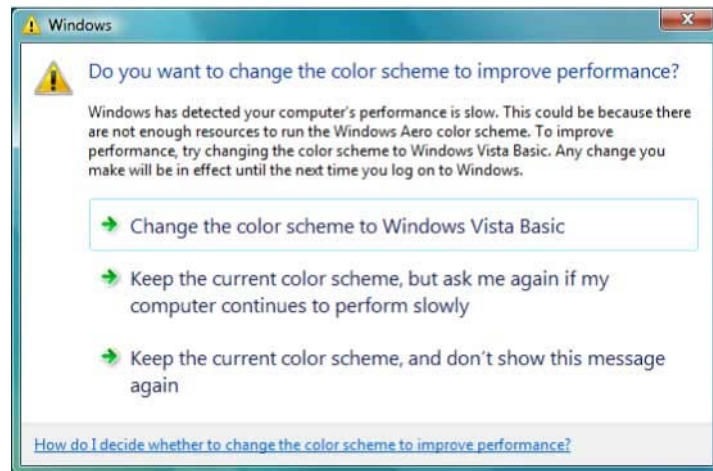 Windows
Do you want to change the color scheme to improve performance?
Windows has detected your computer's performance is slow. This could be because there
are not enough resources to run the Windows Aero color scheme. To improve
performance, try changing the color scheme to Windows Vista Basic. Any change you
make will be in effect until the next time you log on to Windows.
Change the color scheme to Windows Vista Basic
Keep the current color scheme, but ask me again if my
computer continues to perform slowly
Keep the current color scheme, and don't show this message
again
How do I decide whether to change the color scheme to improve performance?